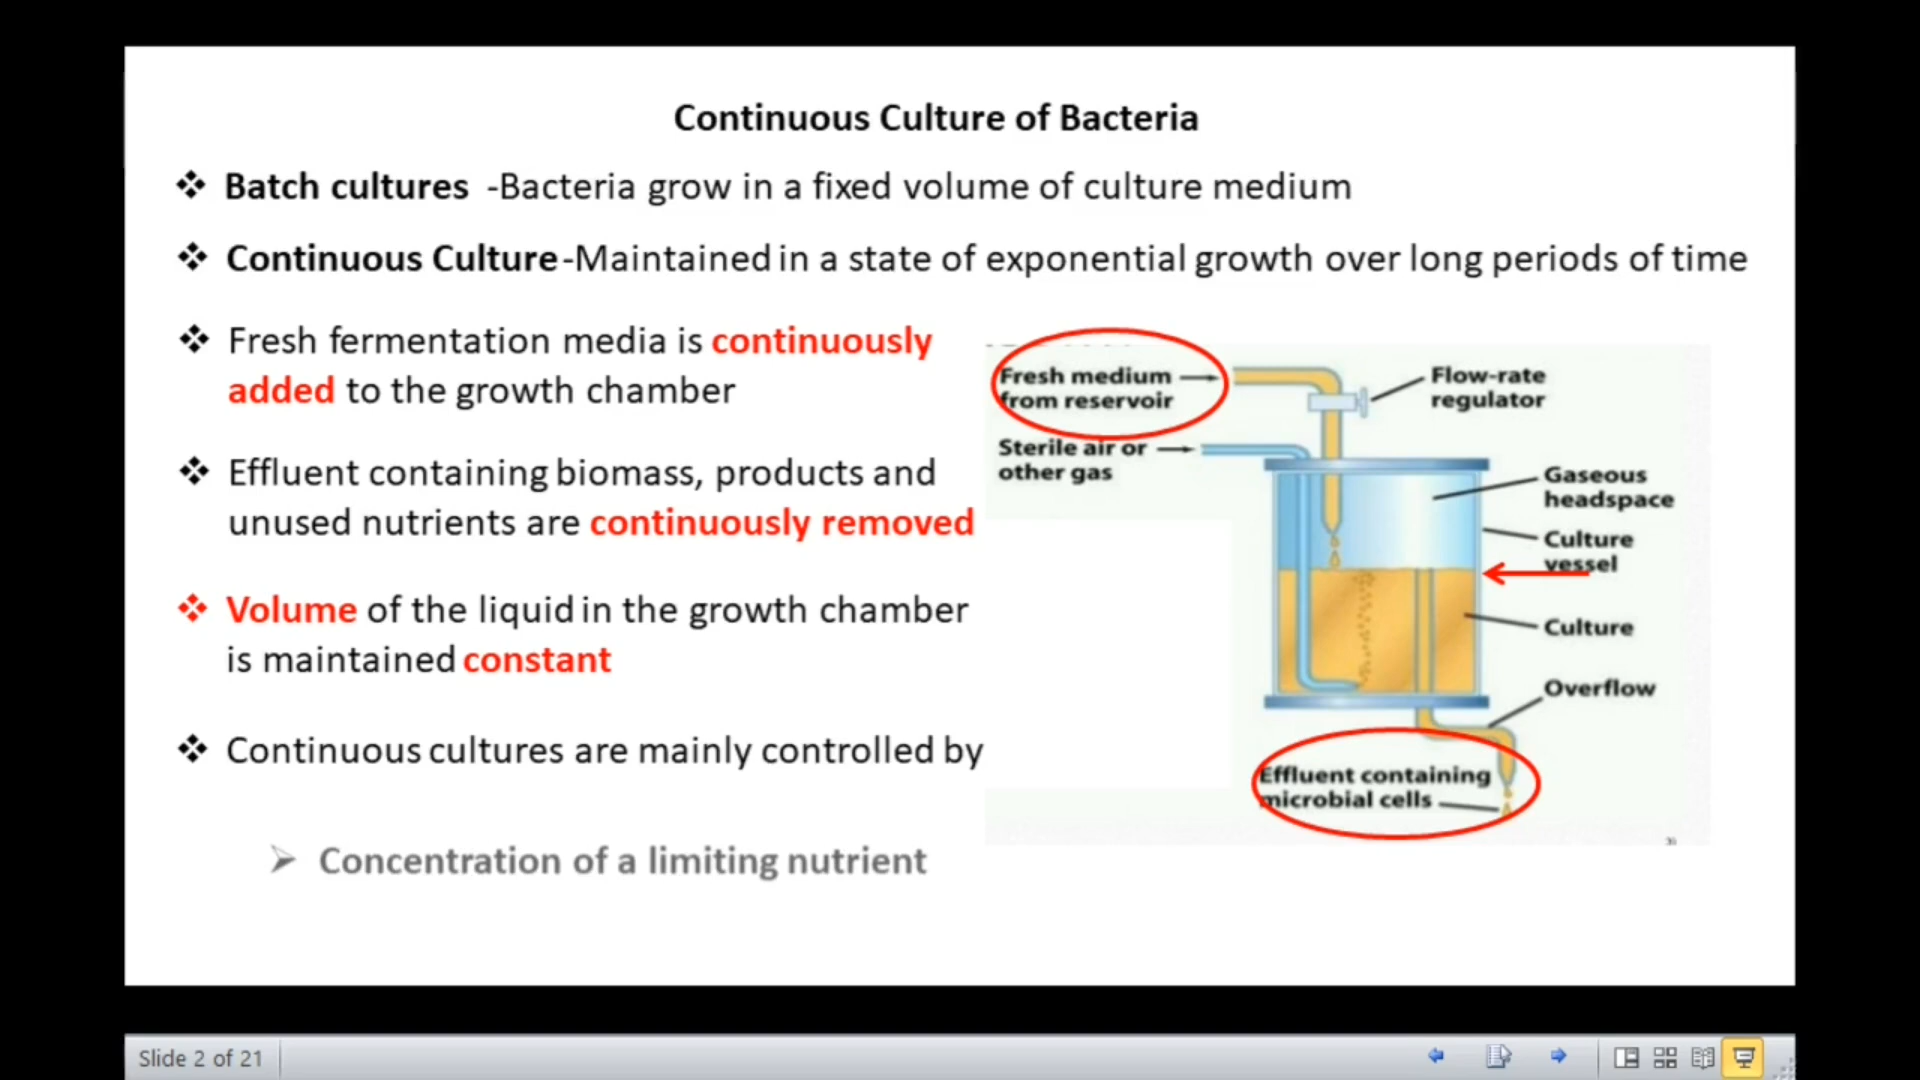 Continuous Culture of Bacteria
Batch cultures -Bacteria grow in a fixed volume of culture medium
Continuous Culture-Maintained in a state of exponential growth over long periods of time
Fresh fermentation media is continuously
added to the growth chamber
Effluent containing biomass, products and
unused nutrients are continuously removed
Volume of the liquid in the growth chamber
is maintained constant
Continuous cultures are mainly controlled by
Concentration of a limiting nutrient
Fresh medium
from reservoir
Flow-rate
regulator
Sterile air or
other gas
Gaseous
headspace
Culture
vessel
Culture
Overflow
Effluent containing
microbial cells
Slide 2 of 21